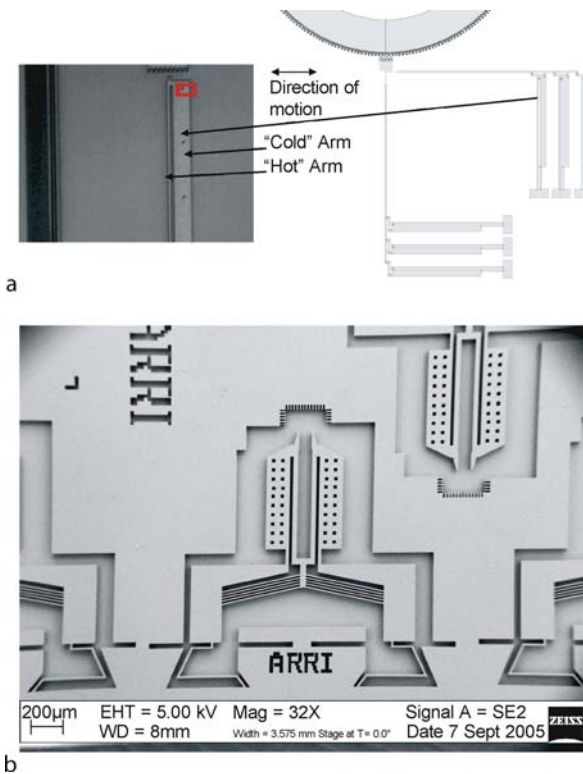 Direction of
motion
“Cold” Arm
“Hot” Arm
a
ARRI
ARRI
200µm
EHT = 5.00 kV
WD = 8mm
Mag = 32X
Width = 3.575 mm Stage at T= 0.0°
Signal A = SE2
Date 7 Sept 2005
ZEISS
b